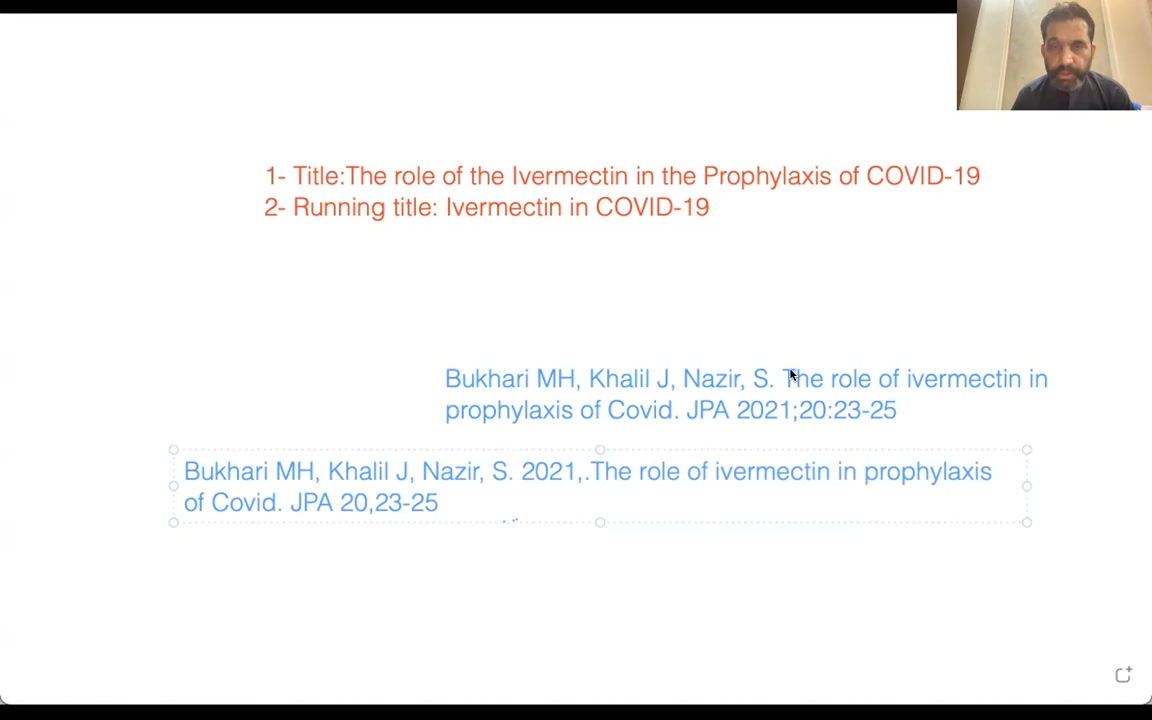 1- Title:The role of the Ivermectin in the Prophylaxis of COVID-19
2- Running title: Ivermectin in COVID-19
Bukhari MH, Khalil J, Nazir, S. The role of ivermectin in
prophylaxis of Covid. JPA 2021;20:23-25
Bukhari MH, Khalil J, Nazir, S. 2021,.The role of ivermectin in prophylaxis
of Covid. JPA 20,23-25